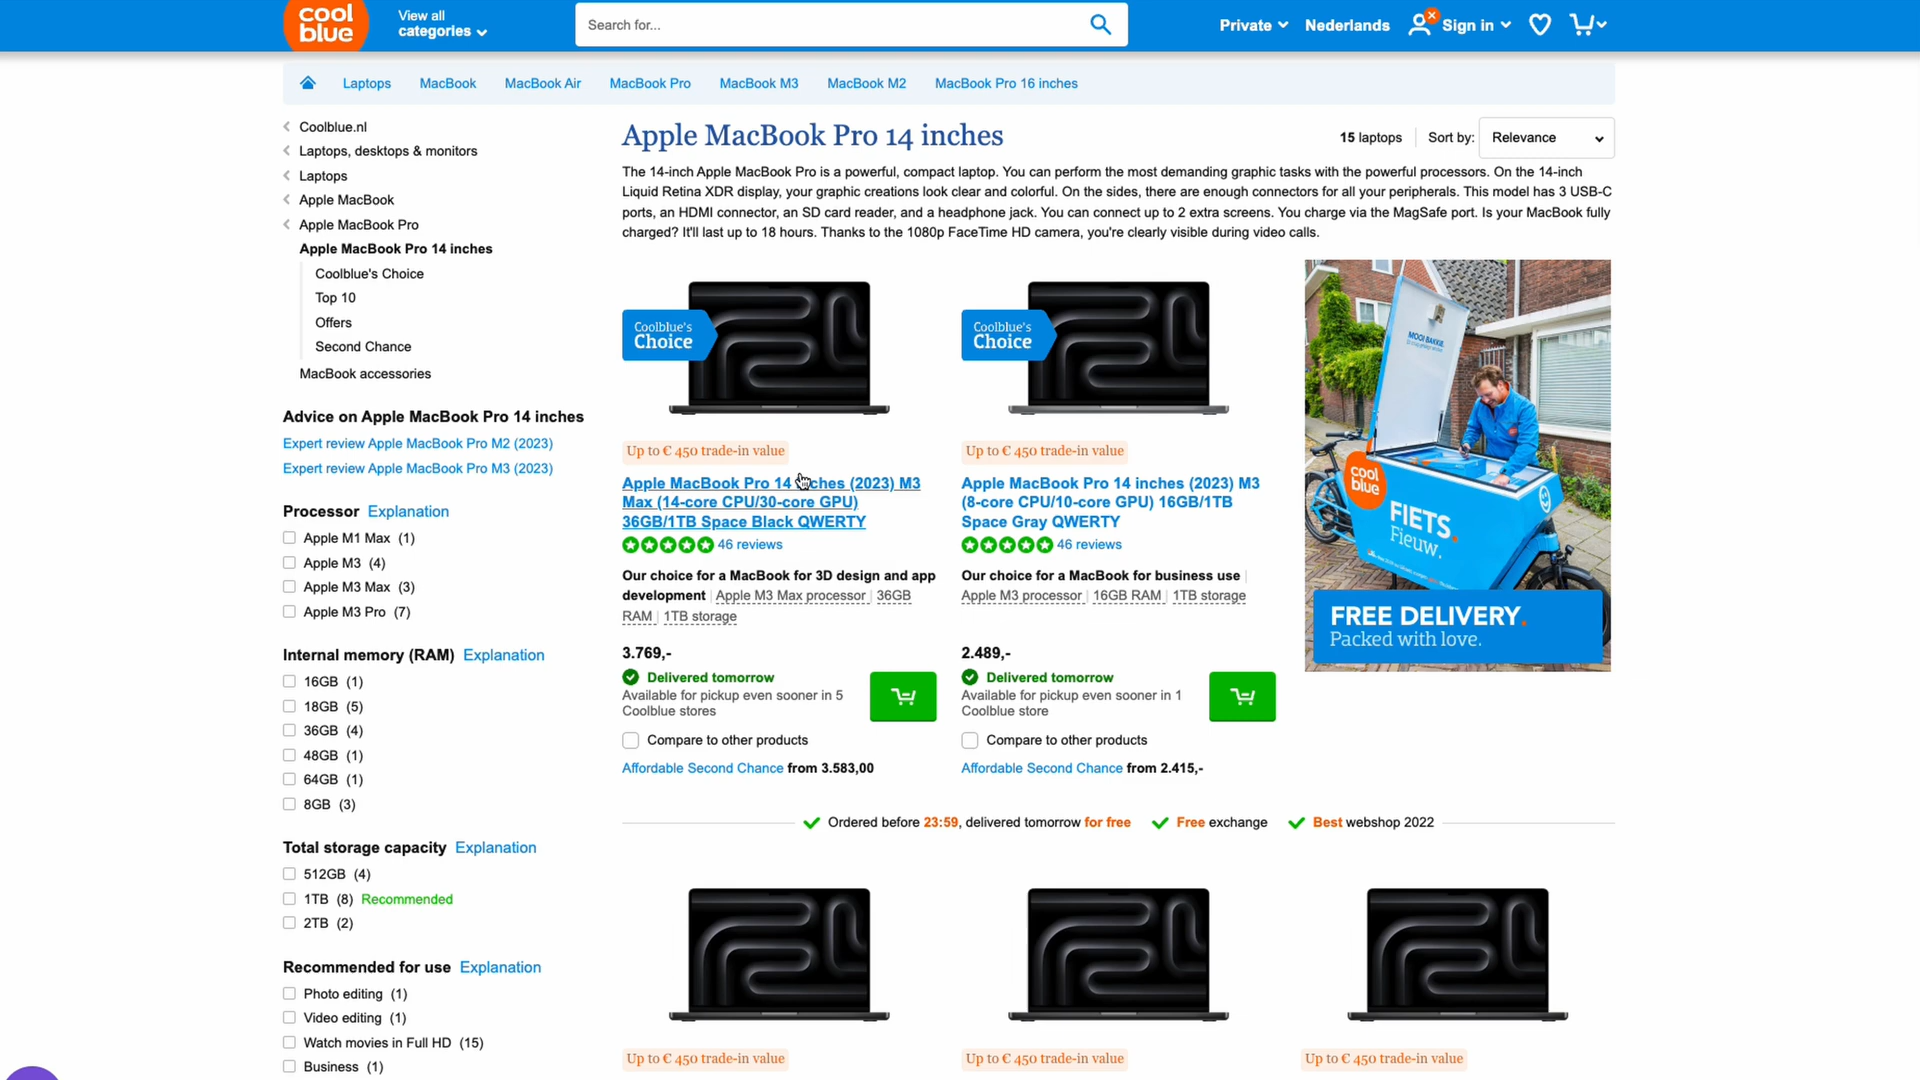 cool
blue
View all
categories
Search for...
Private
Nederlands
Sign in
Laptops
MacBook
MacBook Air
MacBook Pro
MacBook M3
MacBook M2
MacBook Pro 16 inches
Coolblue.nl
Laptops, desktops & monitors
Laptops
Apple MacBook
Apple MacBook Pro
Apple MacBook Pro 14 inches
Coolblue's Choice
Top 10
Offers
Second Chance
MacBook accessories
Advice on Apple MacBook Pro 14 inches
Expert review Apple MacBook Pro M2 (2023)
Expert review Apple MacBook Pro M3 (2023)
Processor Explanation
Apple M1 Max (1)
Apple M3 (4)
Apple M3 Max (3)
Apple M3 Pro (7)
Internal memory (RAM) Explanation
16GB (1)
18GB (5)
36GB (4)
48GB (1)
64GB (1)
8GB (3)
Total storage capacity Explanation
512GB (4)
1TB (8) Recommended
2TB (2)
Recommended for use Explanation
Photo editing (1)
Video editing (1)
Watch movies in Full HD (15)
Business (1)
Apple MacBook Pro 14 inches
15 laptops
Sort by:
Relevance
The 14-inch Apple MacBook Pro is a powerful, compact laptop. You can perform the most demanding graphic tasks with the powerful processors. On the 14-inch
Liquid Retina XDR display, your graphic creations look clear and colorful. On the sides, there are enough connectors for all your peripherals. This model has 3 USB-C
ports, an HDMI connector, an SD card reader, and a headphone jack. You can connect up to 2 extra screens. You charge via the MagSafe port. Is your MacBook fully
charged? It'll last up to 18 hours. Thanks to the 1080p FaceTime HD camera, you're clearly visible during video calls.
Coolblue's
Choice
Up to € 450 trade-in value
Apple MacBook Pro 14 inches (2023) M3
Max (14-core CPU/30-core GPU)
36GB/1TB Space Black QWERTY
46 reviews
Our choice for a MacBook for 3D design and app
development | Apple M3 Max processor | 36GB
RAM | 1TB storage
3.769,-
Delivered tomorrow
Available for pickup even sooner in 5
Coolblue stores
Compare to other products
Affordable Second Chance from 3.583,00
Coolblue's
Choice
Up to € 450 trade-in value
Apple MacBook Pro 14 inches (2023) M3
(8-core CPU/10-core GPU) 16GB/1TB
Space Gray QWERTY
46 reviews
Our choice for a MacBook for business use |
Apple M3 processor | 16GB RAM | 1TB storage
2.489,-
Delivered tomorrow
Available for pickup even sooner in 1
Coolblue store
Compare to other products
Affordable Second Chance from 2.415,-
MOOI BAKKIE.
cool
blue
FIETS.
Fieuw.
FREE DELIVERY.
Packed with love.
Ordered before 23:59, delivered tomorrow for free
Free exchange
Best webshop 2022
Up to € 450 trade-in value
Up to € 450 trade-in value
Up to € 450 trade-in value